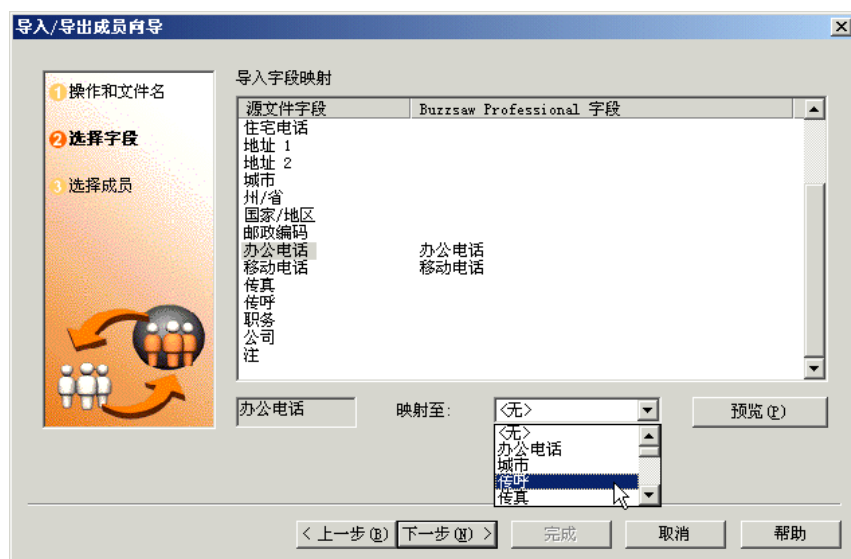 导入/导出成员向导
1 操作和文件名
2 选择字段
3 选择成员
导入字段映射
源文件字段 Buzzsaw Professional 字段
住宅电话
地址 1
地址 2
城市
州/省
国家/地区
邮政编码
办公电话 办公电话
移动电话 移动电话
传真
传呼
职务
公司
注
办公电话 映射至: <无> 预览(P)
<无>
办公电话
城市
传呼
传真
< 上一步(B) 下一步(N) > 完成 取消 帮助